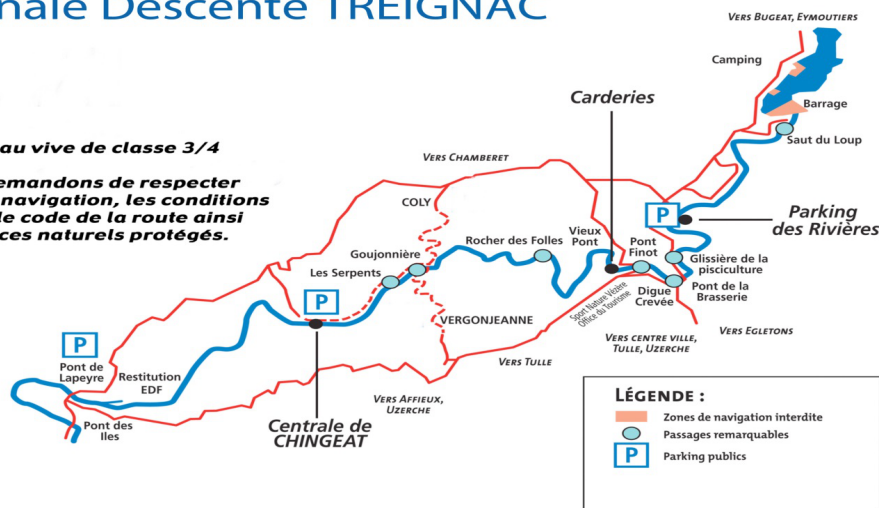 nale Descente TREIGNAC
au vive de classe 3/4
emandons de respecter
navigation, les conditions
le code de la route ainsi
ces naturels protégés.
VERS BUGEAT, EYMOUTIERS
Camping
Barrage
Saut du Loup
Carderies
VERS CHAMBERET
COLY
P
Parking
des Rivières
Goujonnière
Rocher des Folles
Vieux
Pont
Pont
Finot
Glissière de la
pisciculture
Les Serpents
P
Digue
Crevée
Pont de la
Brasserie
Sport Nature Vézère
Office du Tourisme
VERGONJEANNE
VERS EGLETONS
VERS CENTRE VILLE,
TULLE, UZERCHE
VERS TULLE
P
Pont de
Lapeyre
Restitution
EDF
VERS AFFIEUX,
UZERCHE
Centrale de
CHINGEAT
Pont des
Iles
LÉGENDE :
Zones de navigation interdite
Passages remarquables
P
Parking publics